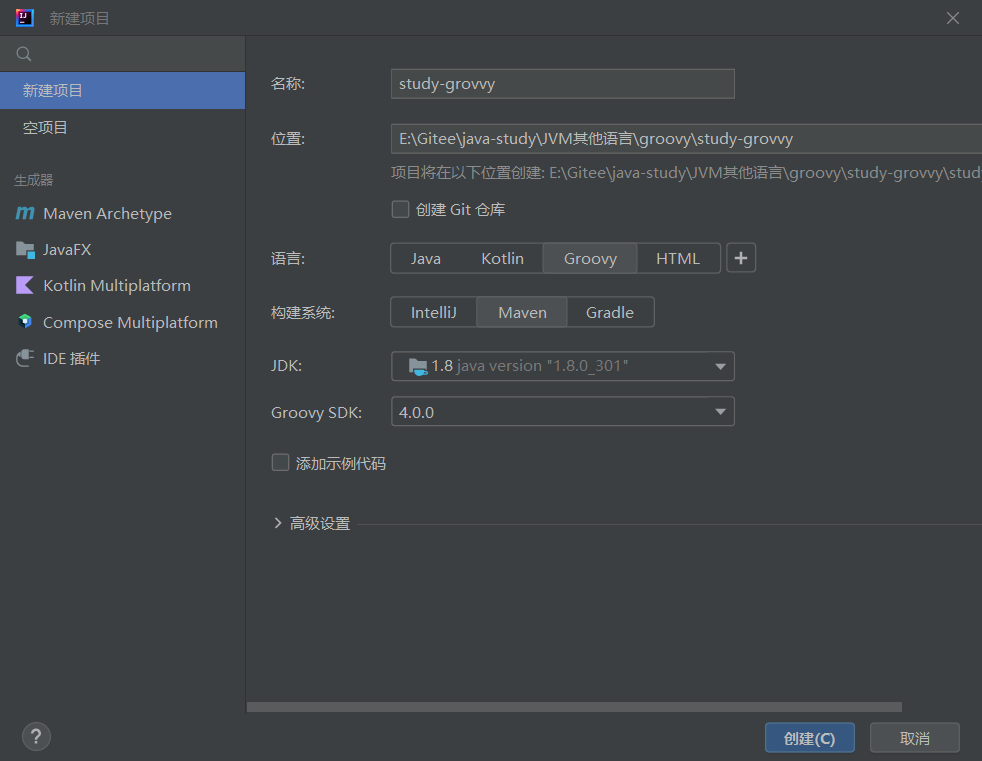 新建项目
新建项目
空项目
生成器
Maven Archetype
JavaFX
Kotlin Multiplatform
Compose Multiplatform
IDE 插件
名称: study-grovvy
位置: E:\Gitee\java-study\JVM其他语言\groovy\study-grovvy
项目将在以下位置创建: E:\Gitee\java-study\JVM其他语言\groovy\study-grovvy\stud
创建 Git 仓库
语言: Java Kotlin Groovy HTML +
构建系统: IntelliJ Maven Gradle
JDK: 1.8 java version "1.8.0_301"
Groovy SDK: 4.0.0
添加示例代码
高级设置
? 创建(C) 取消